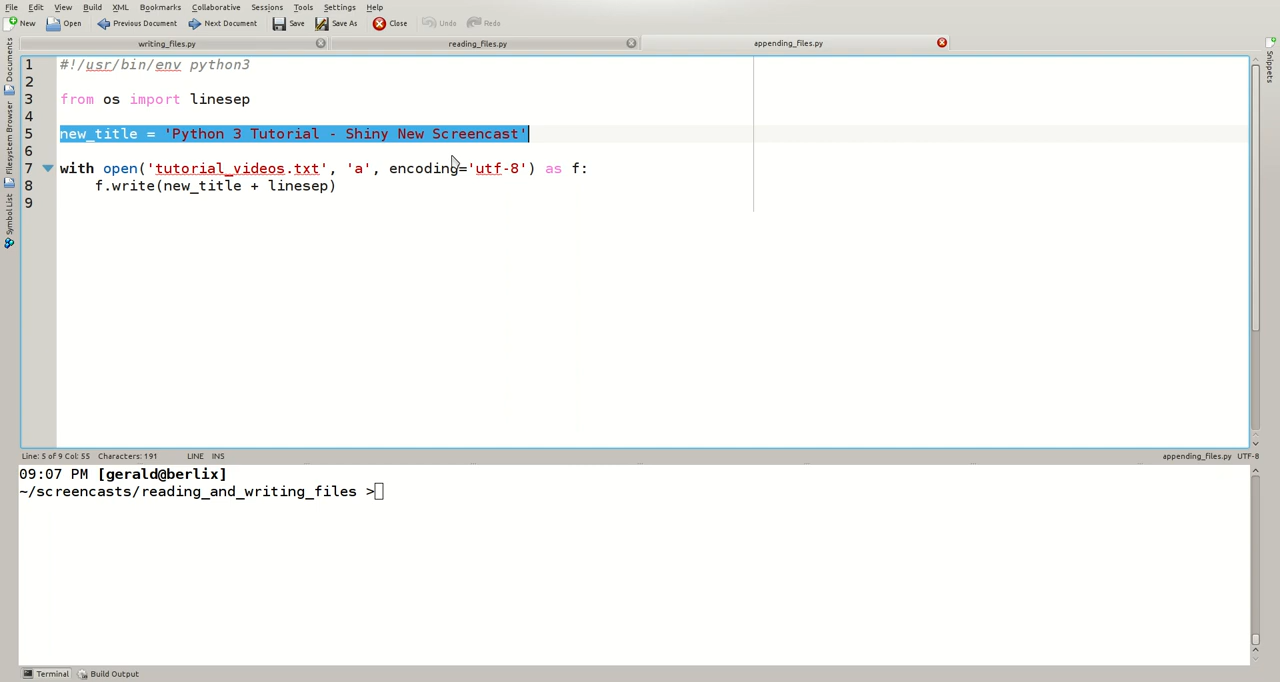 File Edit View Build XML Bookmarks Collaborative Sessions Tools Settings Help
New Open Previous Document Next Document Save Save As Close Undo Redo
writing_files.py reading_files.py appending_files.py
Documents
Filesystem Browser
Symbol List
Snippets
1 #!/usr/bin/env python3
2
3 from os import linesep
4
5 new_title = 'Python 3 Tutorial - Shiny New Screencast'
6
7 with open('tutorial_videos.txt', 'a', encoding='utf-8') as f:
8 f.write(new_title + linesep)
9
Line: 5 of 9 Col: 55 Characters: 191 LINE INS appending_files.py UTF-8
09:07 PM [gerald@berlix]
~/screencasts/reading_and_writing_files >
Terminal Build Output